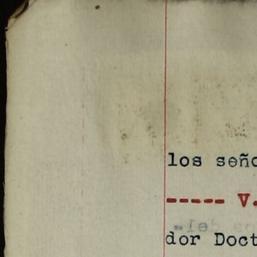 los seño
----- V.
dor Doct